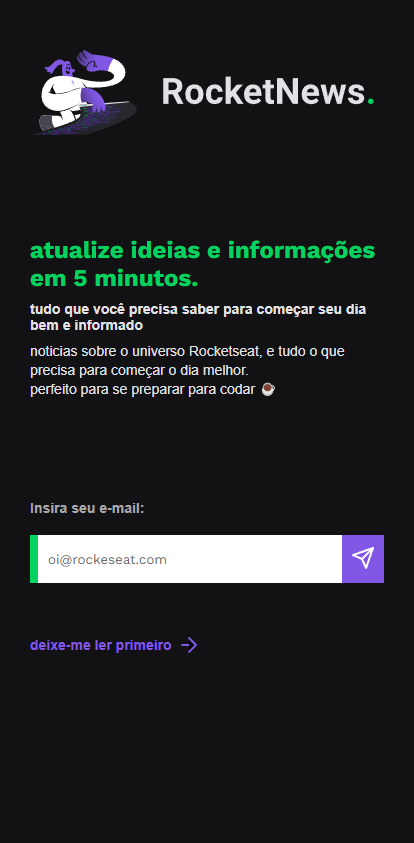 RocketNews.
atualize ideias e informações
em 5 minutos.
tudo que você precisa saber para começar seu dia
bem e informado
noticias sobre o universo Rocketseat, e tudo o que
precisa para começar o dia melhor.
perfeito para se preparar para codar ☕
Insira seu e-mail:
oi@rockeseat.com
deixe-me ler primeiro